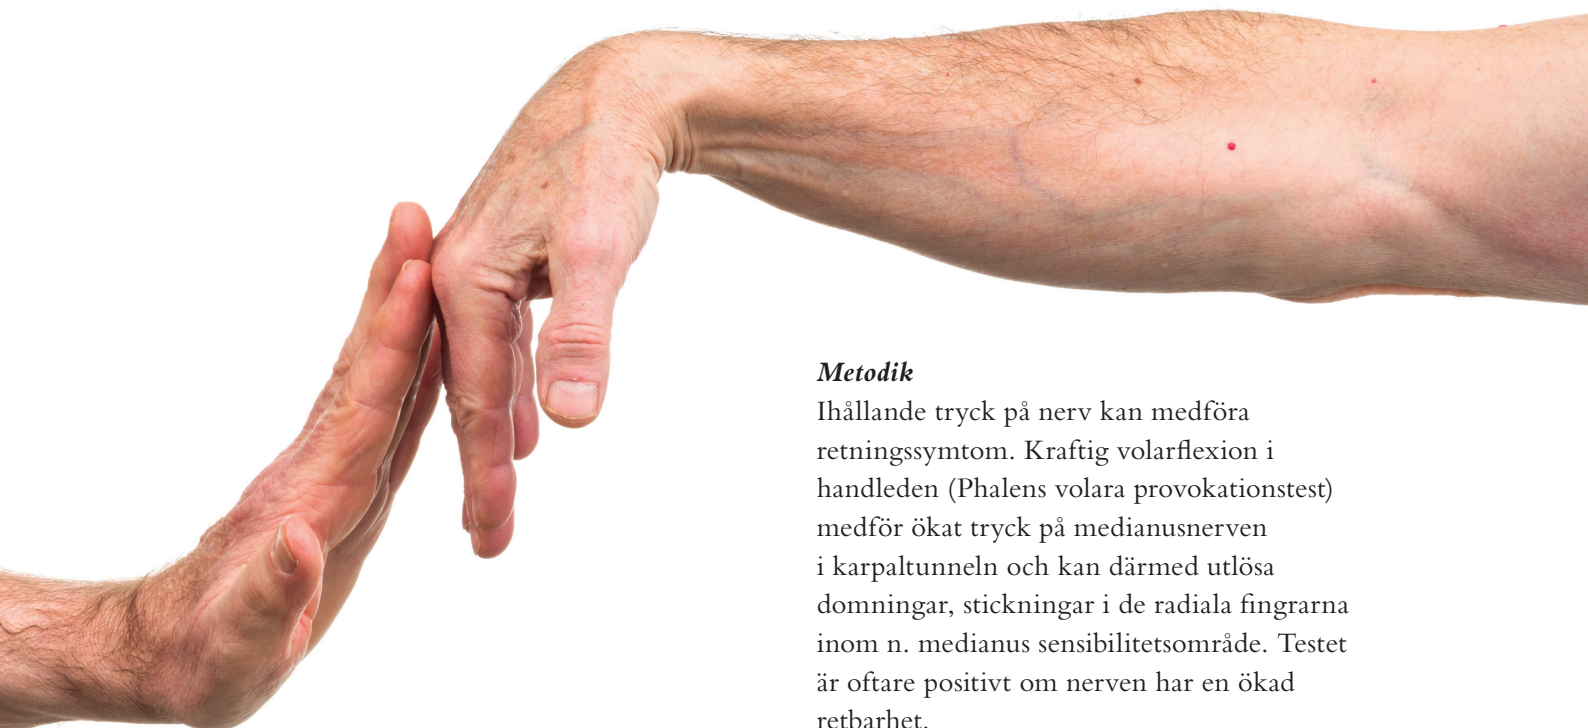 Metodik
Ihållande tryck på nerv kan medföra
retningssymtom. Kraftig volarflexion i
handleden (Phalens volara provokationstest)
medför ökat tryck på medianusnerven
i karpaltunneln och kan därmed utlösa
domningar, stickningar i de radiala fingrarna
inom n. medianus sensibilitetsområde. Testet
är oftare positivt om nerven har en ökad
retbarhet.